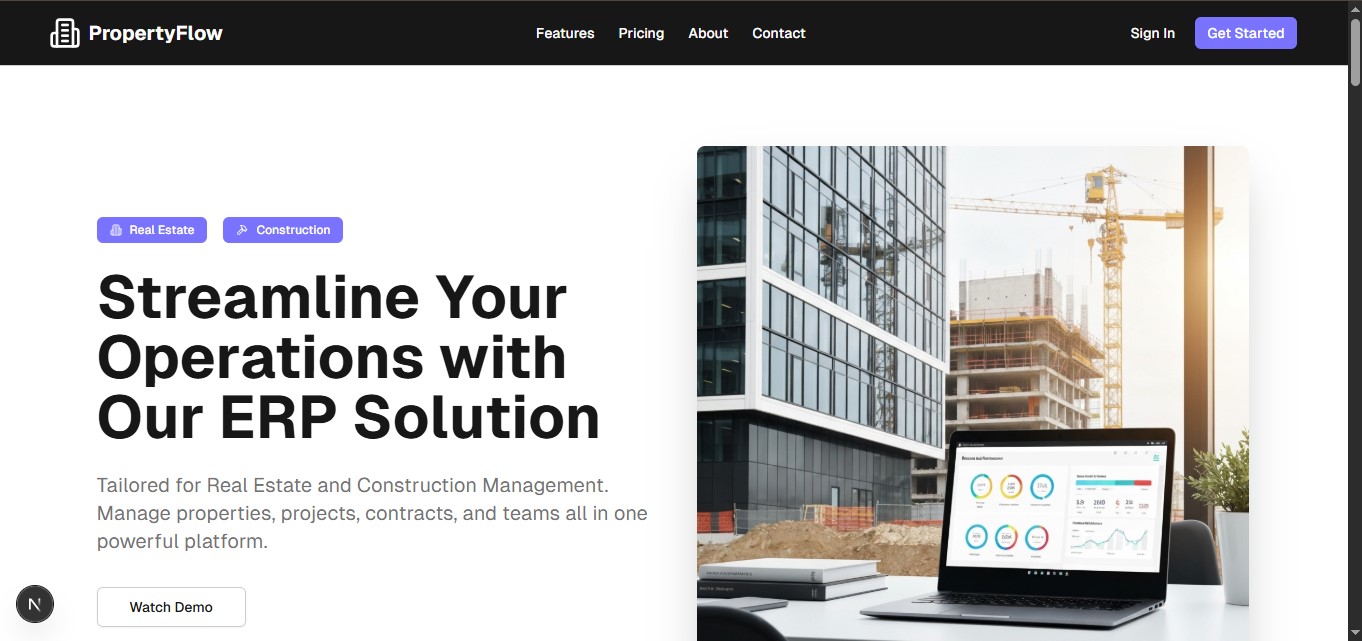 PropertyFlow
Features
Pricing
About
Contact
Sign In
Get Started
Real Estate
Construction
Streamline Your
Operations with
Our ERP Solution
Tailored for Real Estate and Construction Management.
Manage properties, projects, contracts, and teams all in one
powerful platform.
Watch Demo
N